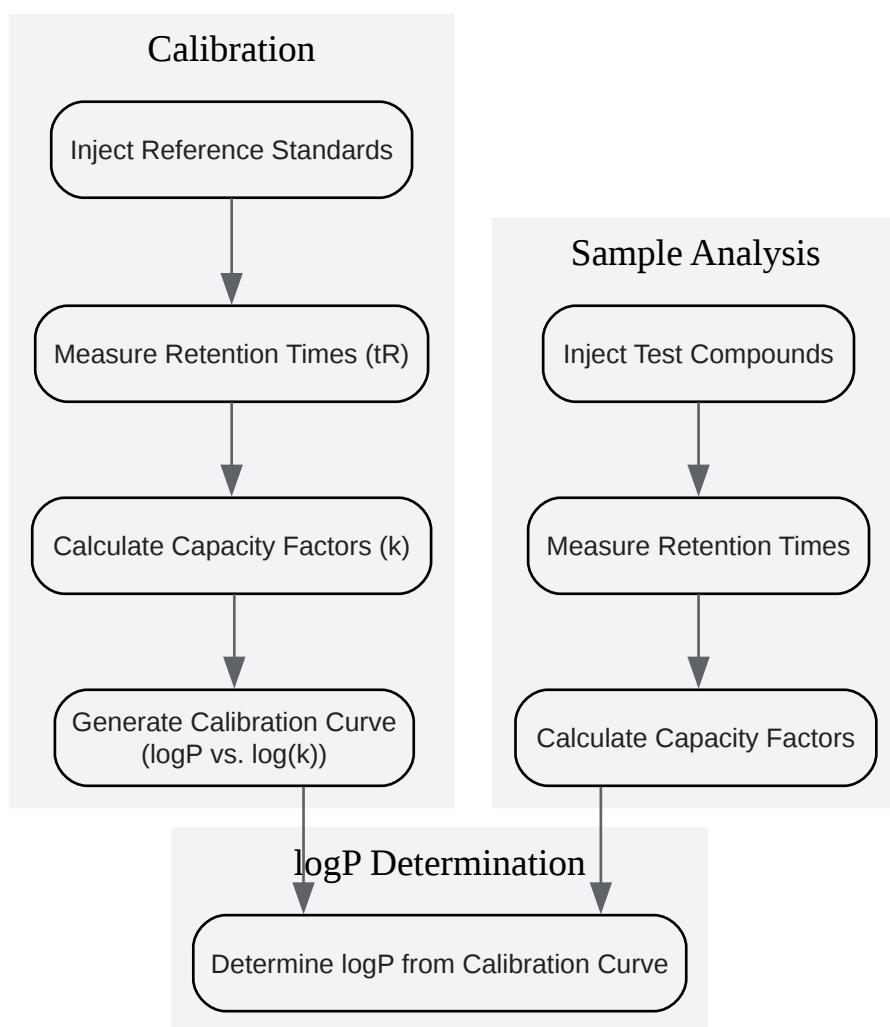 Calibration
Inject Reference Standards
Measure Retention Times (tR)
Calculate Capacity Factors (k)
Generate Calibration Curve
(logP vs. log(k))
Sample Analysis
Inject Test Compounds
Measure Retention Times
Calculate Capacity Factors
logP Determination
Determine logP from Calibration Curve